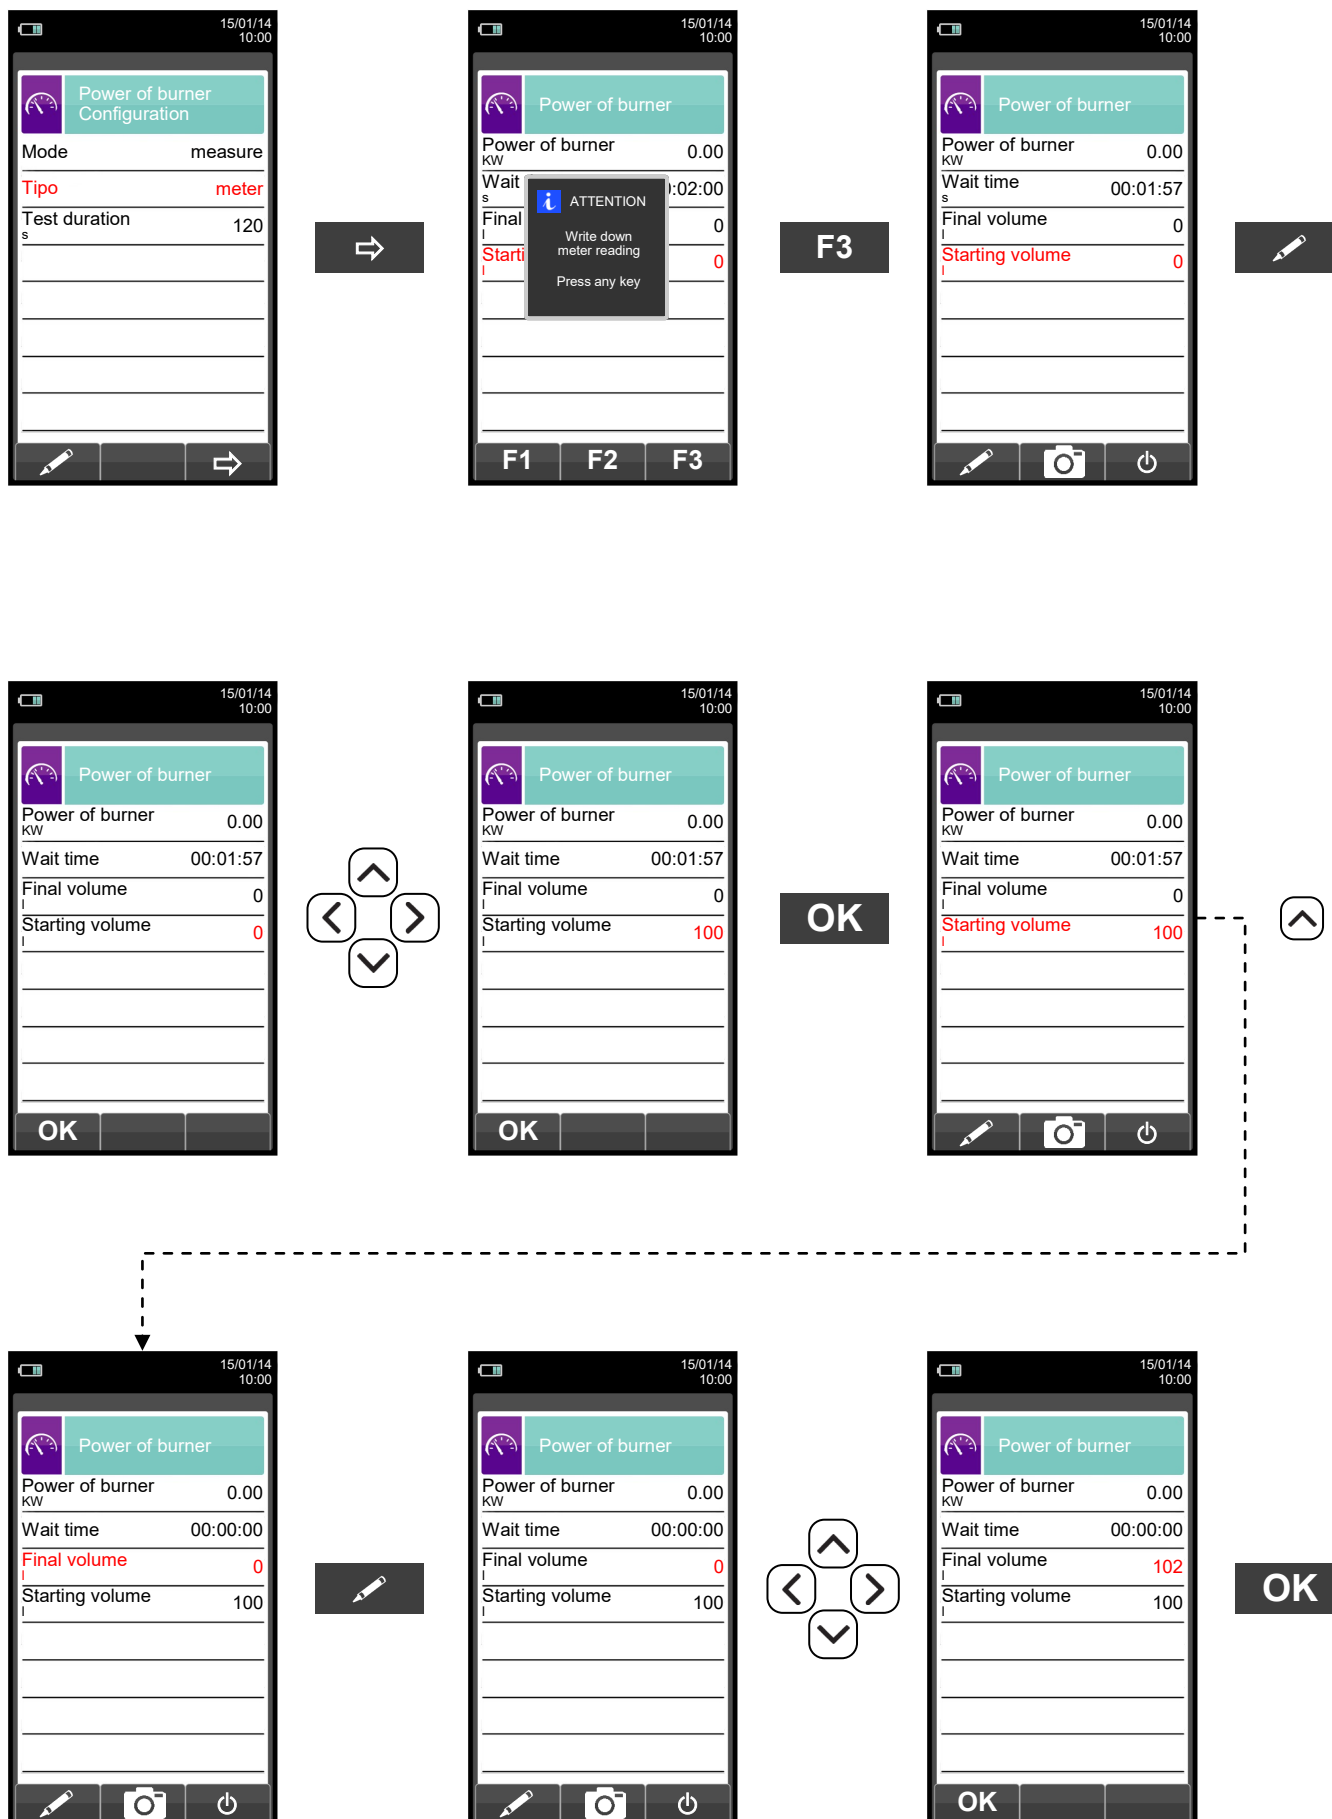 15/01/14
10:00
Power of burner
Configuration
Mode measure
Tipo meter
Test duration 120
s
15/01/14
10:00
Power of burner
Power of burner 0.00
KW
Wait :02:00
s
ATTENTION
Write down
meter reading
Press any key
Final 0
l
Starti 0
l
F1 F2 F3
F3
15/01/14
10:00
Power of burner
Power of burner 0.00
KW
Wait time 00:01:57
s
Final volume 0
l
Starting volume 0
l
15/01/14
10:00
Power of burner
Power of burner 0.00
KW
Wait time 00:01:57
Final volume 0
l
Starting volume 0
l
OK
15/01/14
10:00
Power of burner
Power of burner 0.00
KW
Wait time 00:01:57
Final volume 0
l
Starting volume 100
l
OK
OK
15/01/14
10:00
Power of burner
Power of burner 0.00
KW
Wait time 00:01:57
Final volume 0
l
Starting volume 100
l
15/01/14
10:00
Power of burner
Power of burner 0.00
KW
Wait time 00:00:00
Final volume 0
l
Starting volume 100
l
15/01/14
10:00
Power of burner
Power of burner 0.00
KW
Wait time 00:00:00
Final volume 0
l
Starting volume 100
l
15/01/14
10:00
Power of burner
Power of burner 0.00
KW
Wait time 00:00:00
Final volume 102
l
Starting volume 100
l
OK
OK